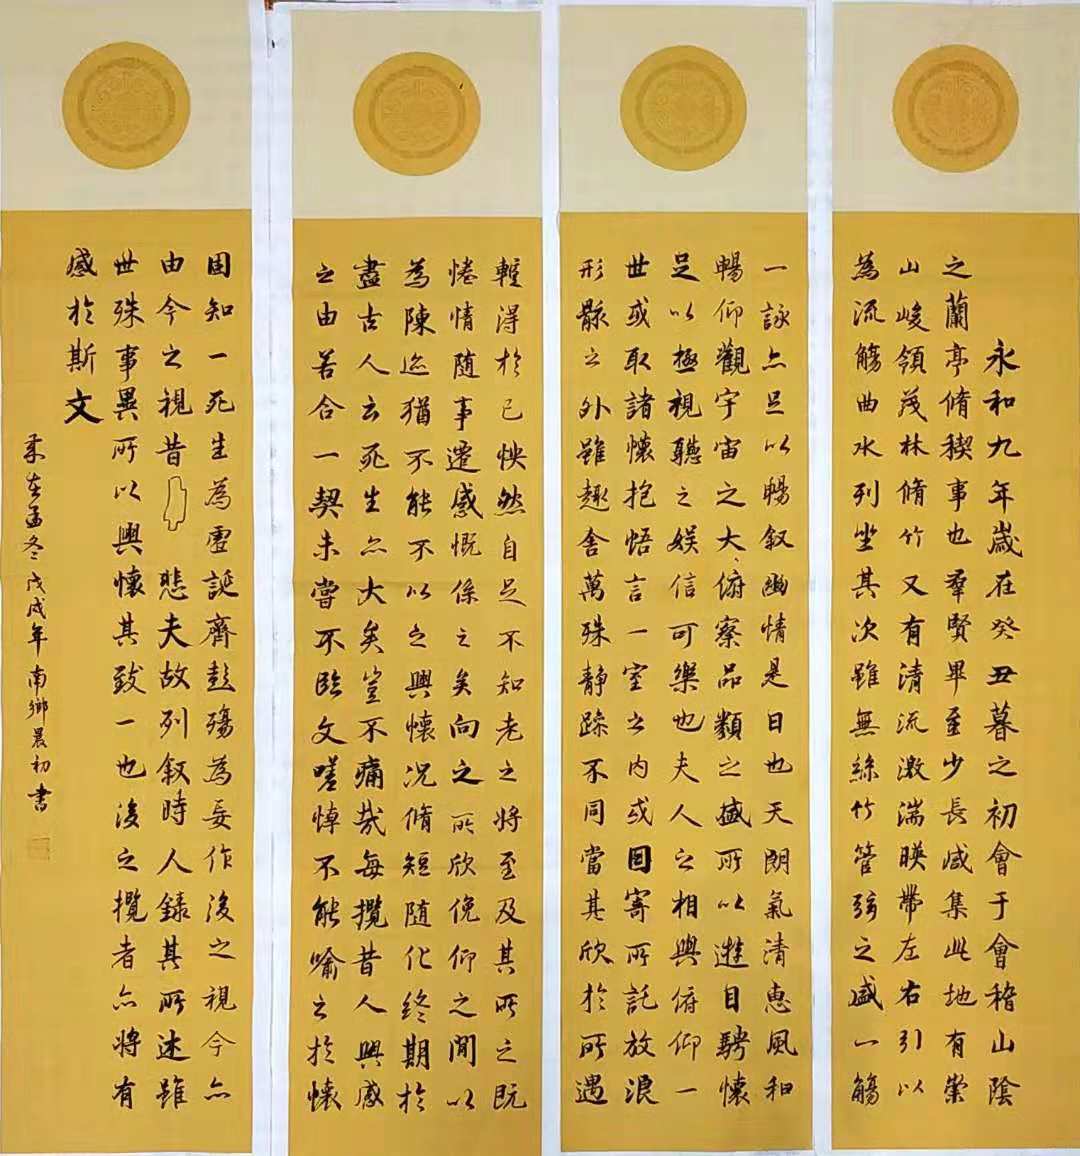 永和九年歲在癸丑暮之初會于會稽山陰
之蘭亭脩稧事也羣賢畢至少長咸集此地有崇
山峻領茂林脩竹又有清流激湍暎帶左右引以
為流觴曲水列坐其次雖無絲竹管弦之盛一觴
一詠亦足以暢叙幽情是日也天朗氣清惠風和
暢仰觀宇宙之大俯察品類之盛所以遊目騁懷
足以極視聽之娛信可樂也夫人之相與俯仰一
世或取諸懷抱悟言一室之內或因寄所託放浪
形骸之外雖趣舍萬殊靜躁不同當其欣於所遇
暫得於己怏然自足不知老之將至及其所之既
惓情隨事遷感慨係之矣向之所欣俛仰之間以
為陳迹猶不能不以之興懷況脩短隨化終期於
盡古人云死生亦大矣豈不痛哉每攬昔人興感
之由若合一契未嘗不臨文嗟悼不能喻之於懷
固知一死生為虛誕齊彭殤為妄作後之視今亦
由今之視昔悲夫故列叙時人錄其所述雖
世殊事異所以興懷其致一也後之攬者亦將有
感於斯文
在孟冬戊戌年南鄉晨初書